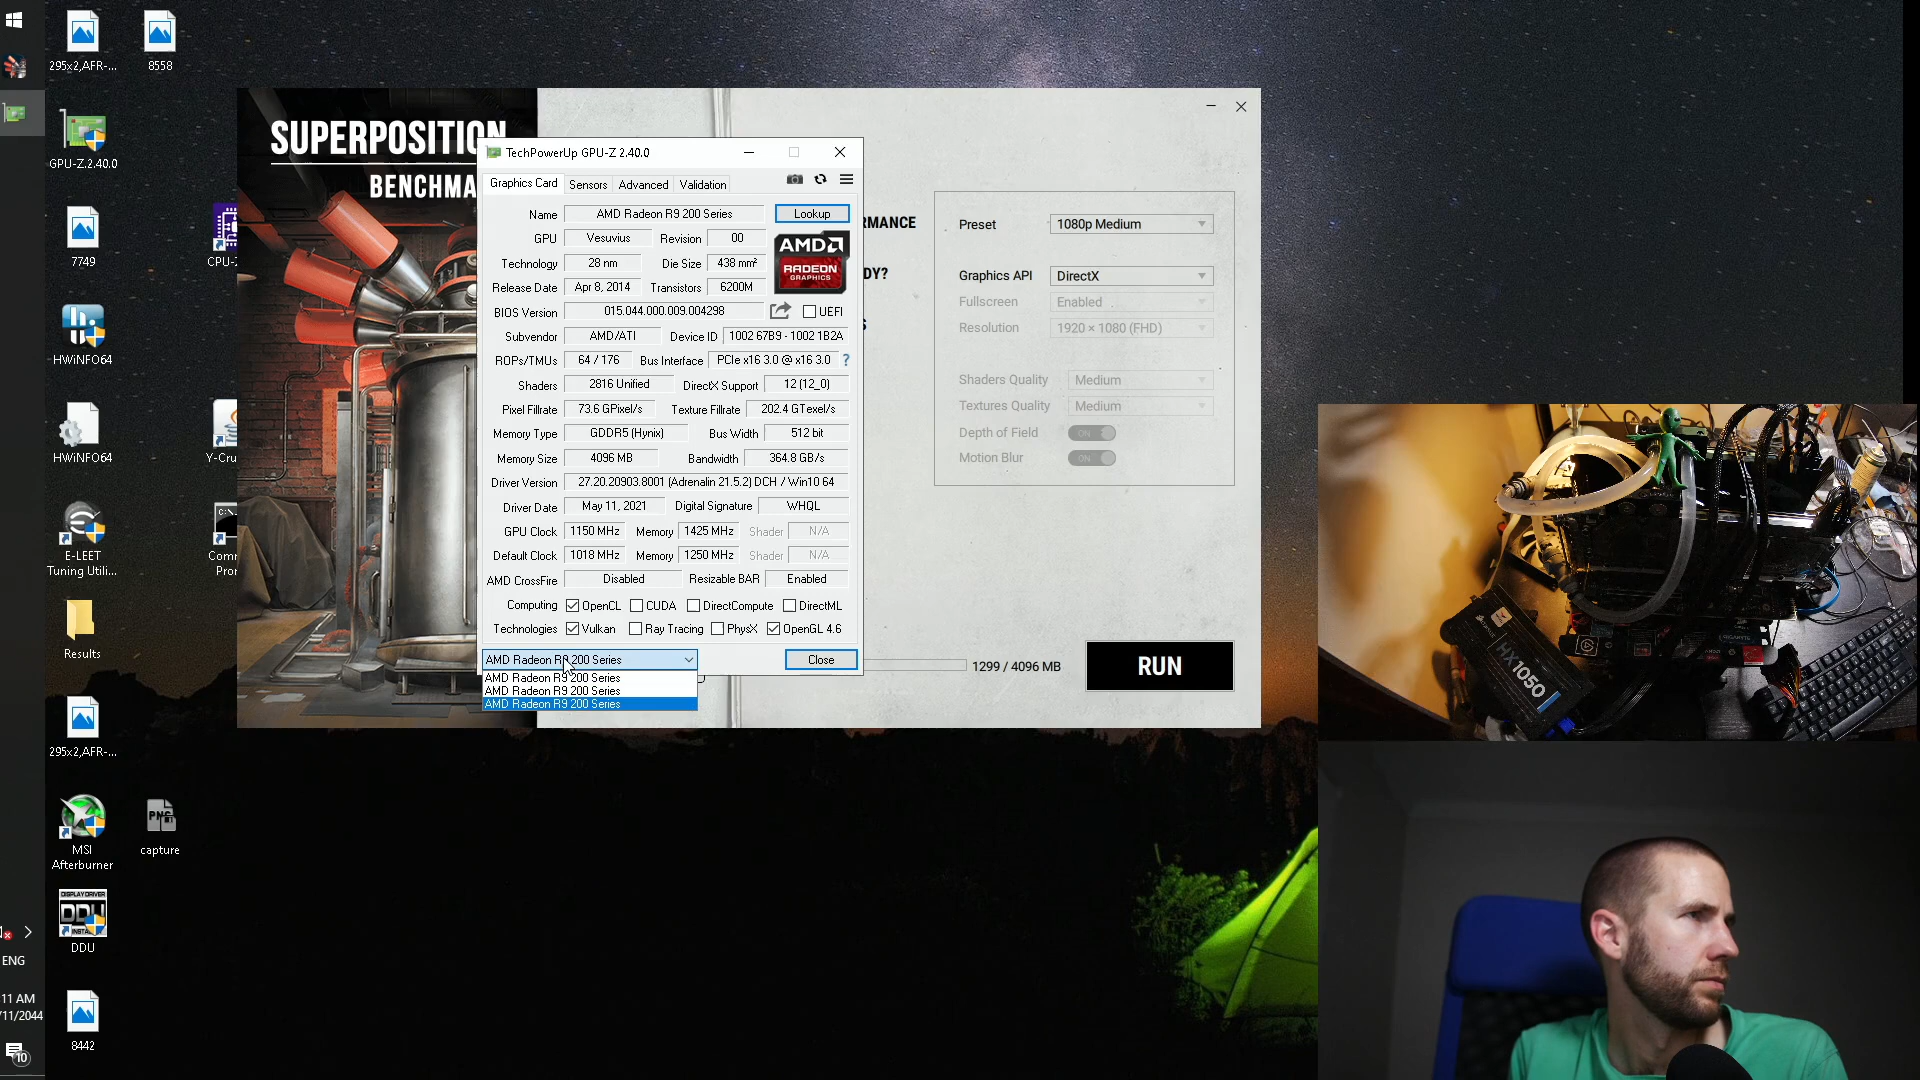 295x2,AFR-...
8558
GPU-Z.2.40.0
7749
CPU-Z
HWiNFO64
HWiNFO64
Y-Cru
E-LEET
Tuning Utili...
Comm
Pro
Results
295x2,AFR-...
MSI
Afterburner
capture
PNG
DISPLAY DRIVER
DDU
DDU
8442
ENG
11 AM
/11/2044
10
SUPERPOSITION
BENCHMA
TechPowerUp GPU-Z 2.40.0
Graphics Card
Sensors
Advanced
Validation
Name AMD Radeon R9 200 Series Lookup
GPU Vesuvius Revision 00
AMD
RADEON
GRAPHICS
Technology 28 nm Die Size 438 mm²
Release Date Apr 8, 2014 Transistors 6200M
BIOS Version 015.044.000.009.004298 UEFI
Subvendor AMD/ATI Device ID 1002 67B9 - 1002 1B2A
ROPs/TMUs 64 / 176 Bus Interface PCIe x16 3.0 @ x16 3.0 ?
Shaders 2816 Unified DirectX Support 12 (12_0)
Pixel Fillrate 73.6 GPixel/s Texture Fillrate 202.4 GTexel/s
Memory Type GDDR5 (Hynix) Bus Width 512 bit
Memory Size 4096 MB Bandwidth 364.8 GB/s
Driver Version 27.20.20903.8001 (Adrenalin 21.5.2) DCH / Win10 64
Driver Date May 11, 2021 Digital Signature WHQL
GPU Clock 1150 MHz Memory 1425 MHz Shader N/A
Default Clock 1018 MHz Memory 1250 MHz Shader N/A
AMD CrossFire Disabled Resizable BAR Enabled
Computing OpenCL CUDA DirectCompute DirectML
Technologies Vulkan Ray Tracing PhysX OpenGL 4.6
AMD Radeon R9 200 Series Close
AMD Radeon R9 200 Series
AMD Radeon R9 200 Series
AMD Radeon R9 200 Series
RMANCE
DY?
S
Preset 1080p Medium
Graphics API DirectX
Fullscreen Enabled
Resolution 1920 × 1080 (FHD)
Shaders Quality Medium
Textures Quality Medium
Depth of Field ON
Motion Blur ON
1299 / 4096 MB
RUN
HX1050